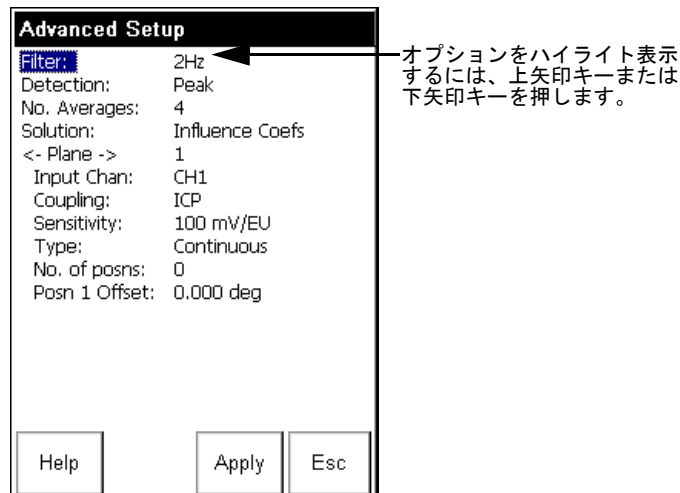 Advanced Setup
Filter: 2Hz
Detection: Peak
No. Averages: 4
Solution: Influence Coefs
<- Plane -> 1
Input Chan: CH1
Coupling: ICP
Sensitivity: 100 mV/EU
Type: Continuous
No. of posns: 0
Posn 1 Offset: 0.000 deg
Help Apply Esc
オプションをハイライト表示
するには、上矢印キーまたは
下矢印キーを押します。